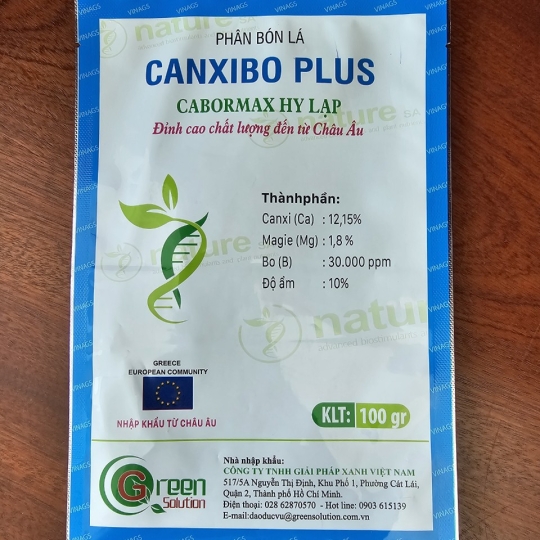 PHÂN BÓN LÁ
CANXIBO PLUS
CABORMAX HY LẠP
Đỉnh cao chất lượng đến từ Châu Âu
Thànhphần:
Canxi (Ca) : 12,15%
Magie (Mg) : 1,8 %
Bo (B) : 30.000 ppm
Độ ẩm : 10%
nature
GREECE
EUROPEAN COMMUNITY
NHẬP KHẨU TỪ CHÂU ÂU
KLT: 100 gr
Green
Solution
Nhà nhập khẩu:
CÔNG TY TNHH GIẢI PHÁP XANH VIỆT NAM
517/5A Nguyễn Thị Định, Khu Phố 1, Phường Cát Lái,
Quận 2, Thành phố Hồ Chí Minh.
Điện thoại: 028 62870570 - Hot line: 0903 615139
E-mail:daoducvu@greensolution.com.vn
VINAGS